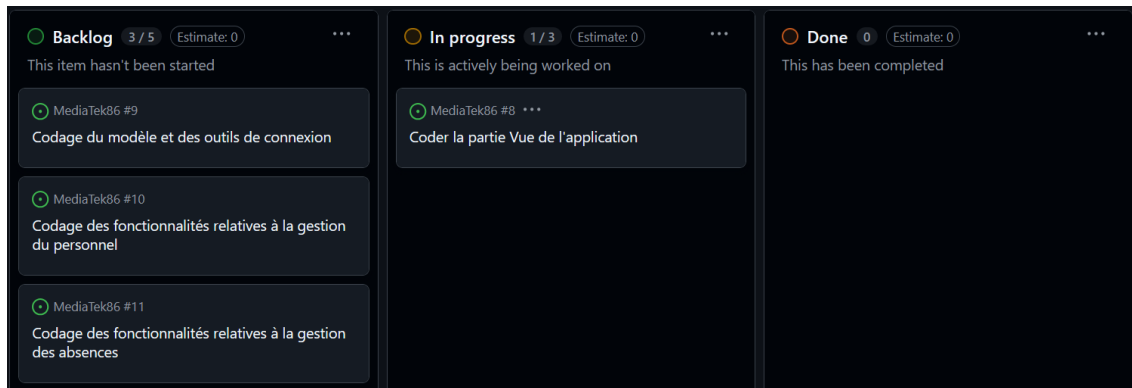 Backlog 3 / 5 Estimate: 0
This item hasn't been started
MediaTek86 #9
Codage du modèle et des outils de connexion
MediaTek86 #10
Codage des fonctionnalités relatives à la gestion
du personnel
MediaTek86 #11
Codage des fonctionnalités relatives à la gestion
des absences
In progress 1 / 3 Estimate: 0
This is actively being worked on
MediaTek86 #8
Coder la partie Vue de l'application
Done 0 Estimate: 0
This has been completed